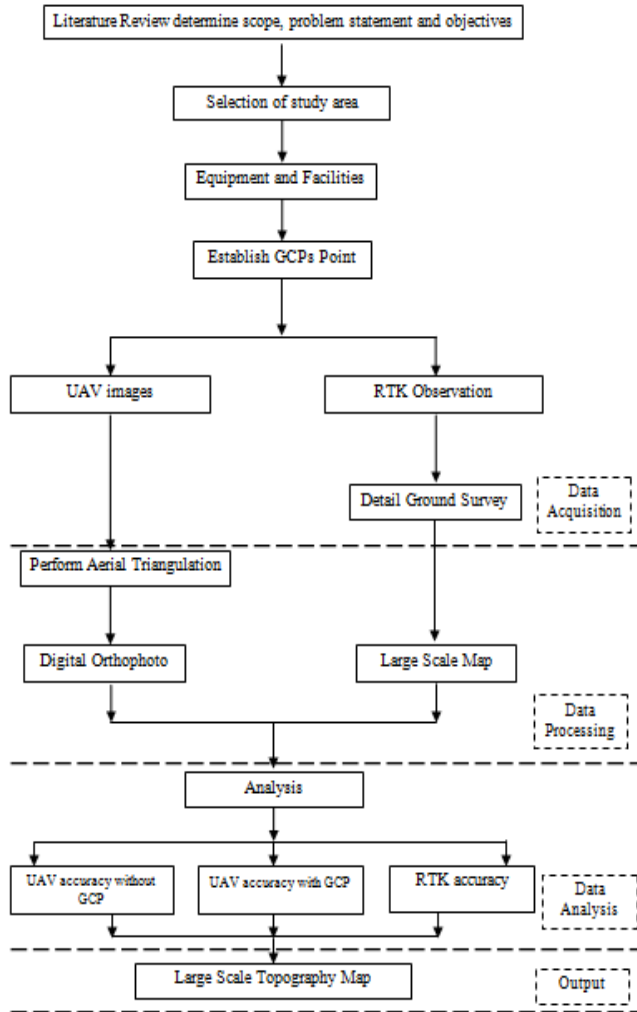 Literature Review determine scope, problem statement and objectives
Selection of study area
Equipment and Facilities
Establish GCPs Point
UAV images
RTK Observation
Detail Ground Survey
Data
Acquisition
Perform Aerial Triangulation
Digital Orthophoto
Large Scale Map
Data
Processing
Analysis
UAV accuracy without
GCP
UAV accuracy with GCP
RTK accuracy
Data
Analysis
Large Scale Topography Map
Output